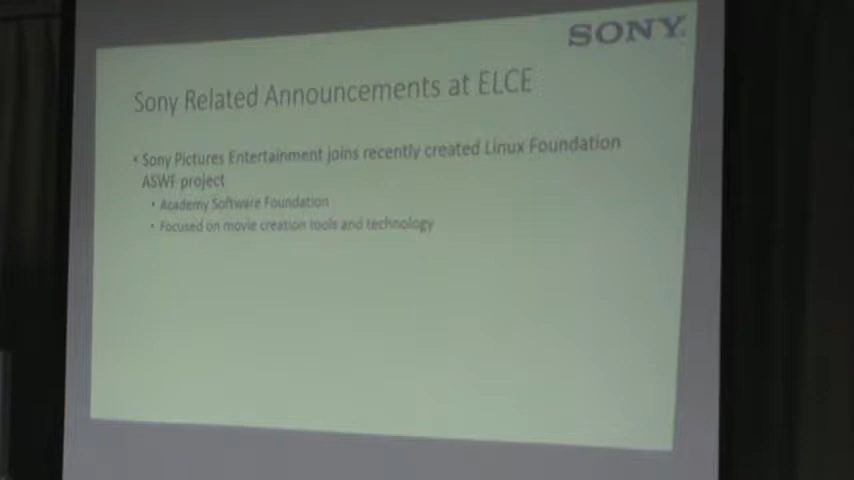 SONY
Sony Related Announcements at ELCE
• Sony Pictures Entertainment joins recently created Linux Foundation
ASWF project
• Academy Software Foundation
• Focused on movie creation tools and technology